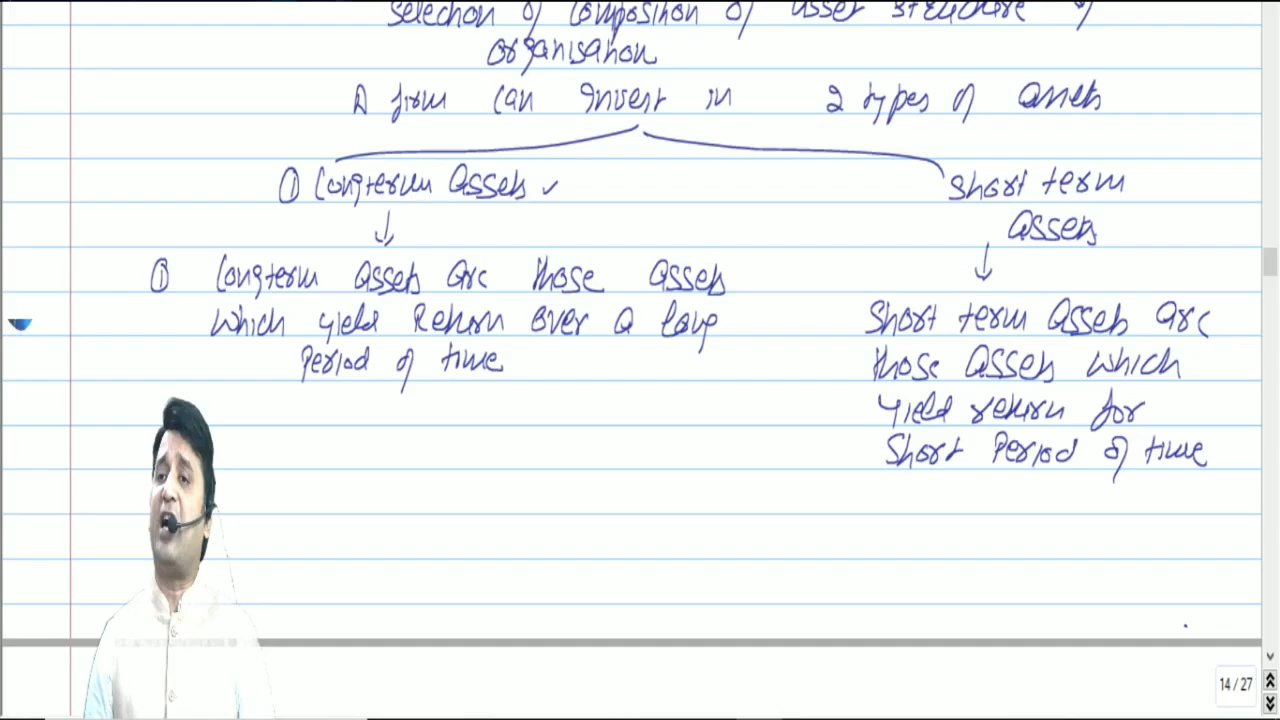 Selection of Composition of asset structure of
organisation
A firm can Invest in 2 types of assets
① Longterm Assets ✓
Short term
Assets
① Longterm Assets are those Assets
which yield Return over a long
Period of time
Short term Assets are
those Assets which
yield return for
Short Period of time
14 / 27